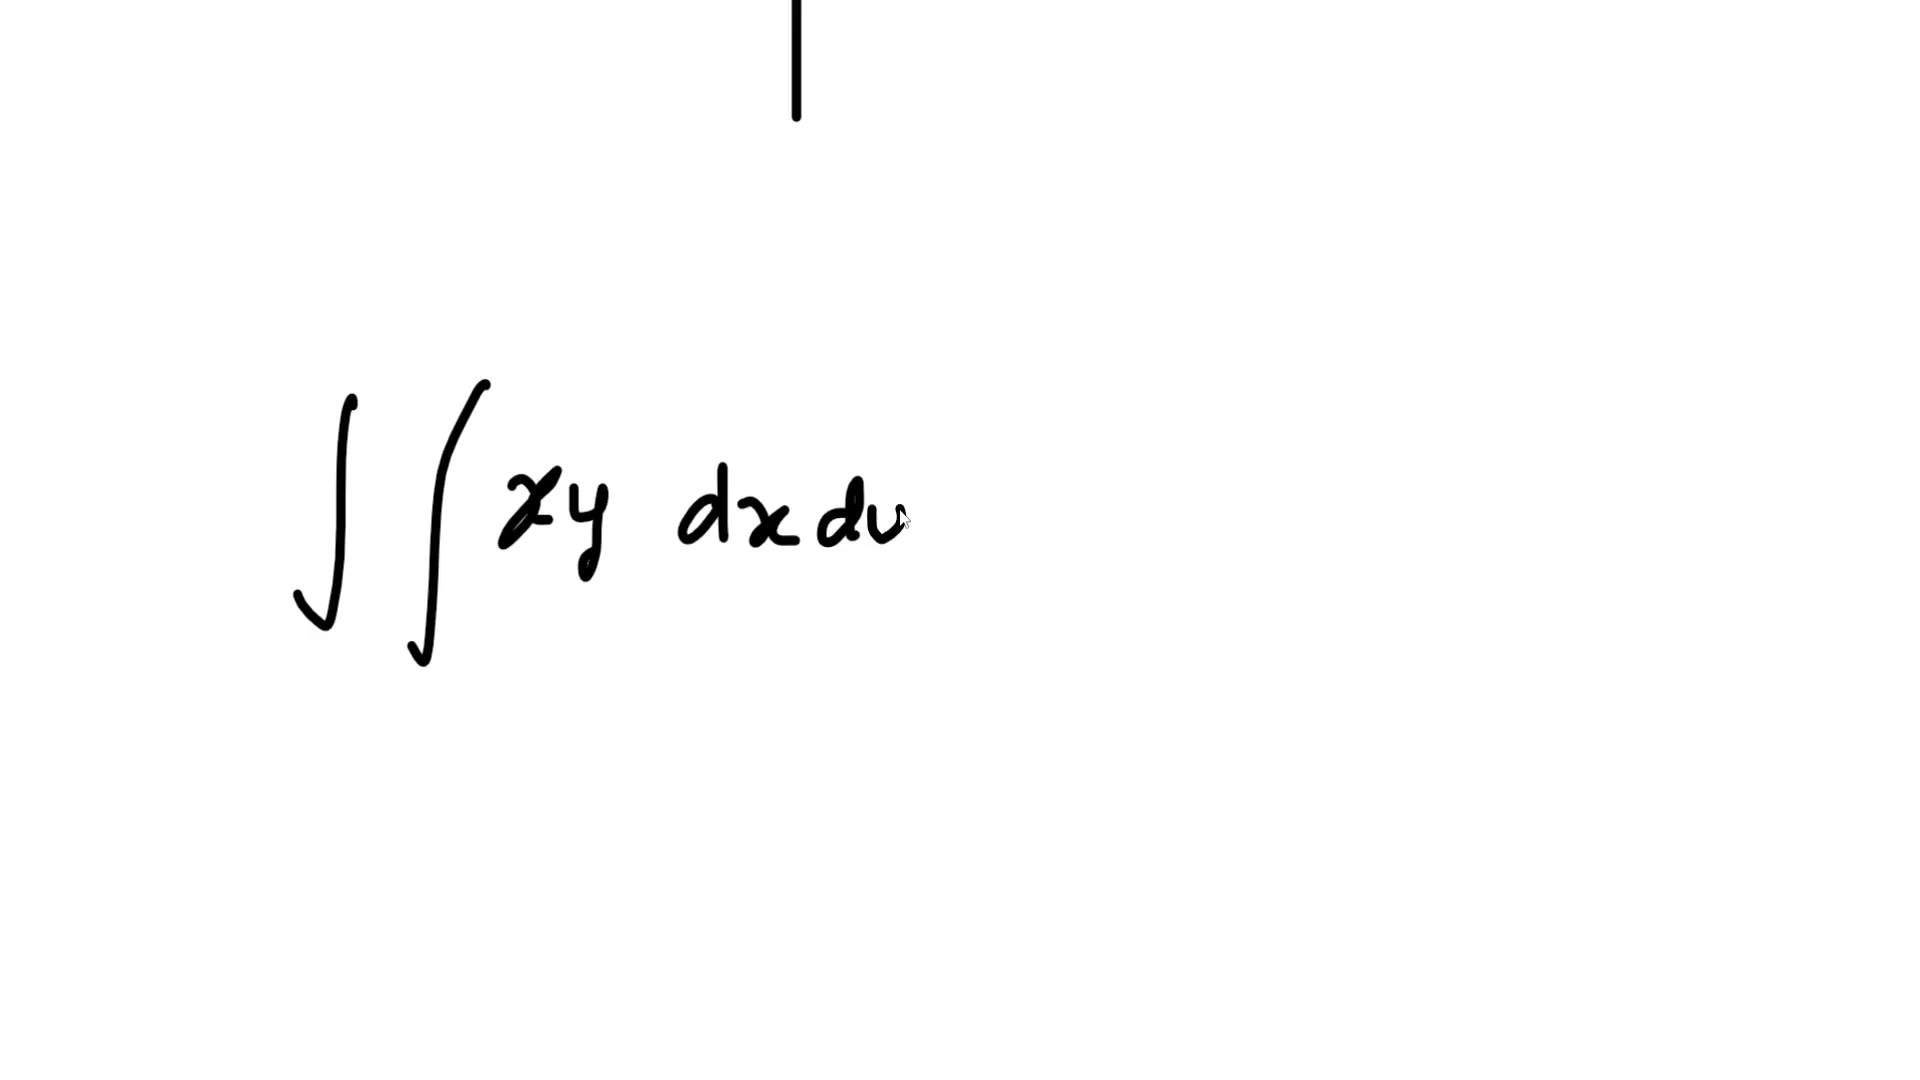 ∫∫ xy dx du